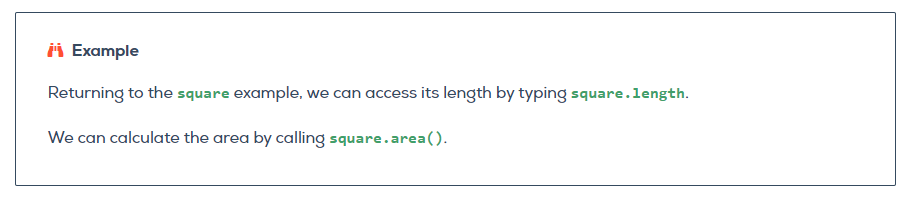 Example
Returning to the square example, we can access its length by typing square.length.
We can calculate the area by calling square.area().